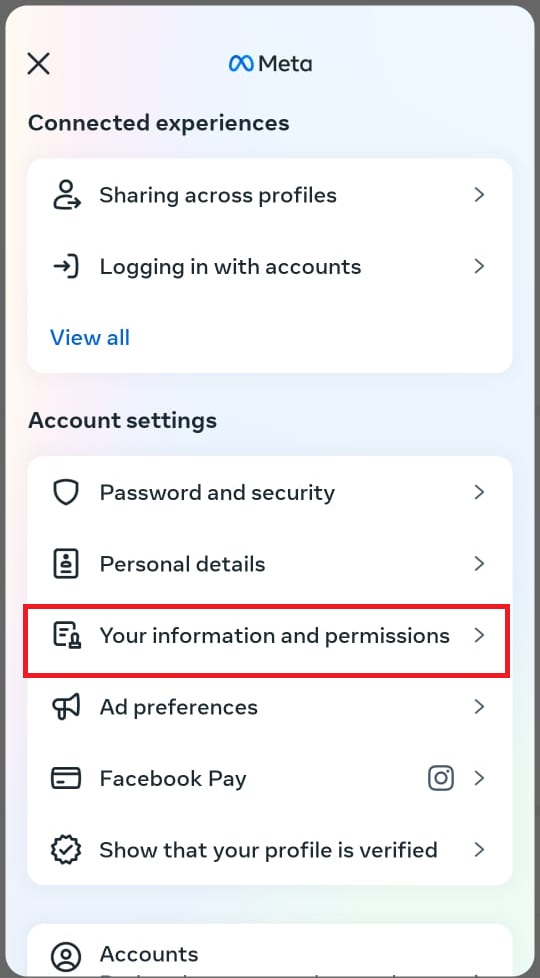 Meta
Connected experiences
Sharing across profiles
Logging in with accounts
View all
Account settings
Password and security
Personal details
Your information and permissions
Ad preferences
Facebook Pay
Show that your profile is verified
Accounts